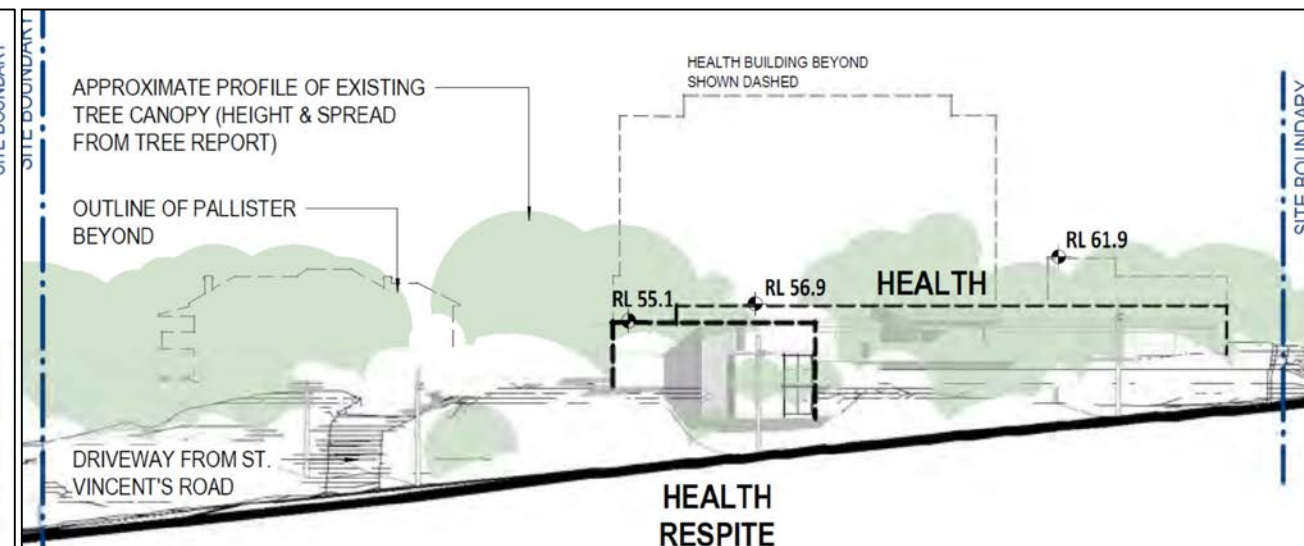 SITE BOUNDARY
SITE BOUNDARY
APPROXIMATE PROFILE OF EXISTING
TREE CANOPY (HEIGHT & SPREAD
FROM TREE REPORT)
OUTLINE OF PALLISTER
BEYOND
HEALTH BUILDING BEYOND
SHOWN DASHED
RL 61.9
HEALTH
RL 56.9
RL 55.1
DRIVEWAY FROM ST.
VINCENT'S ROAD
HEALTH
RESPITE
SITE BOUNDARY